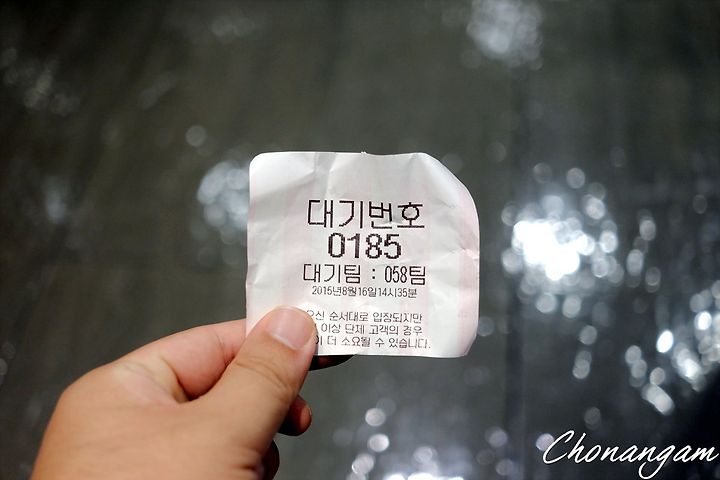 대기번호
0185
대기팀 : 058팀
2015년8월16일14시35분
오신 순서대로 입장되지만
이상 단체 고객의 경우
더 소요될 수 있습니다.
Chonangam